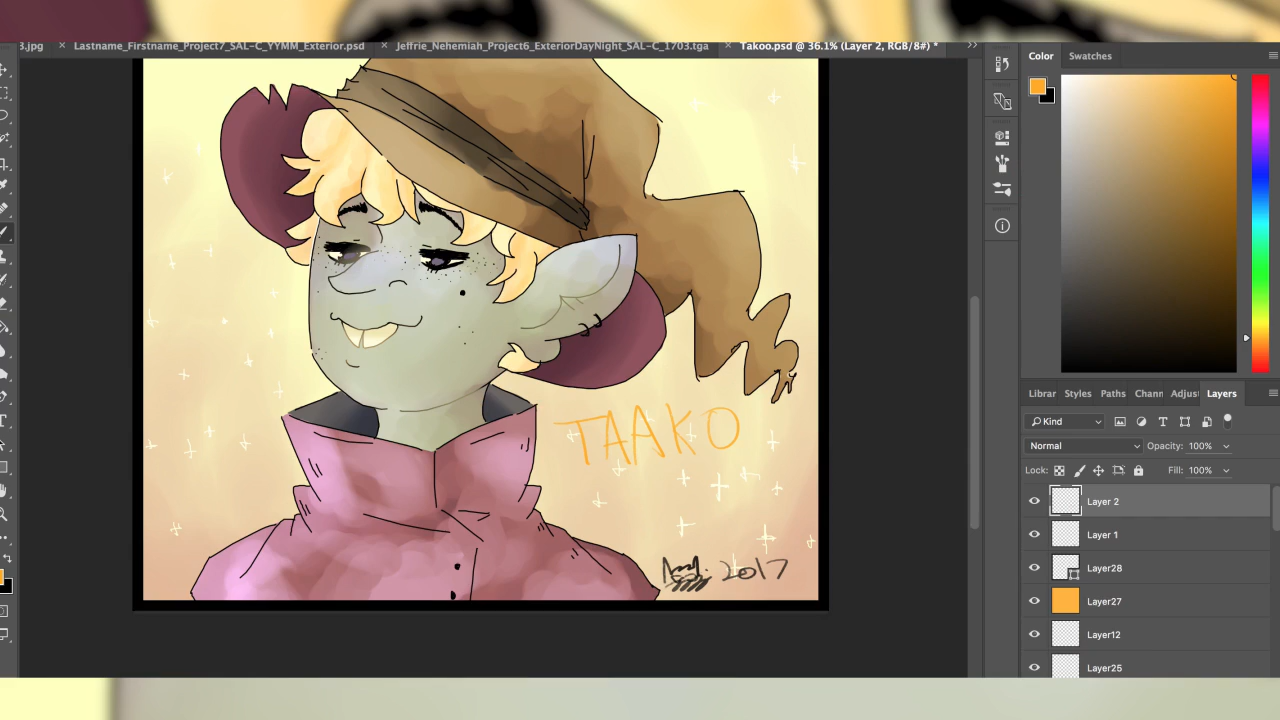 3.jpg × Lastname_Firstname_Project7_SAL-C_YYMM_Exterior.psd × Jeffrie_Nehemiah_Project6_ExteriorDayNight_SAL-C_1703.tga × Takoo.psd @ 36.1% (Layer 2, RGB/8#) *
Color Swatches
TAAKO
2017
Librar Styles Paths Chann Adjus Layers
Kind
Normal Opacity: 100%
Lock: Fill: 100%
Layer 2
Layer 1
Layer28
Layer27
Layer12
Layer25